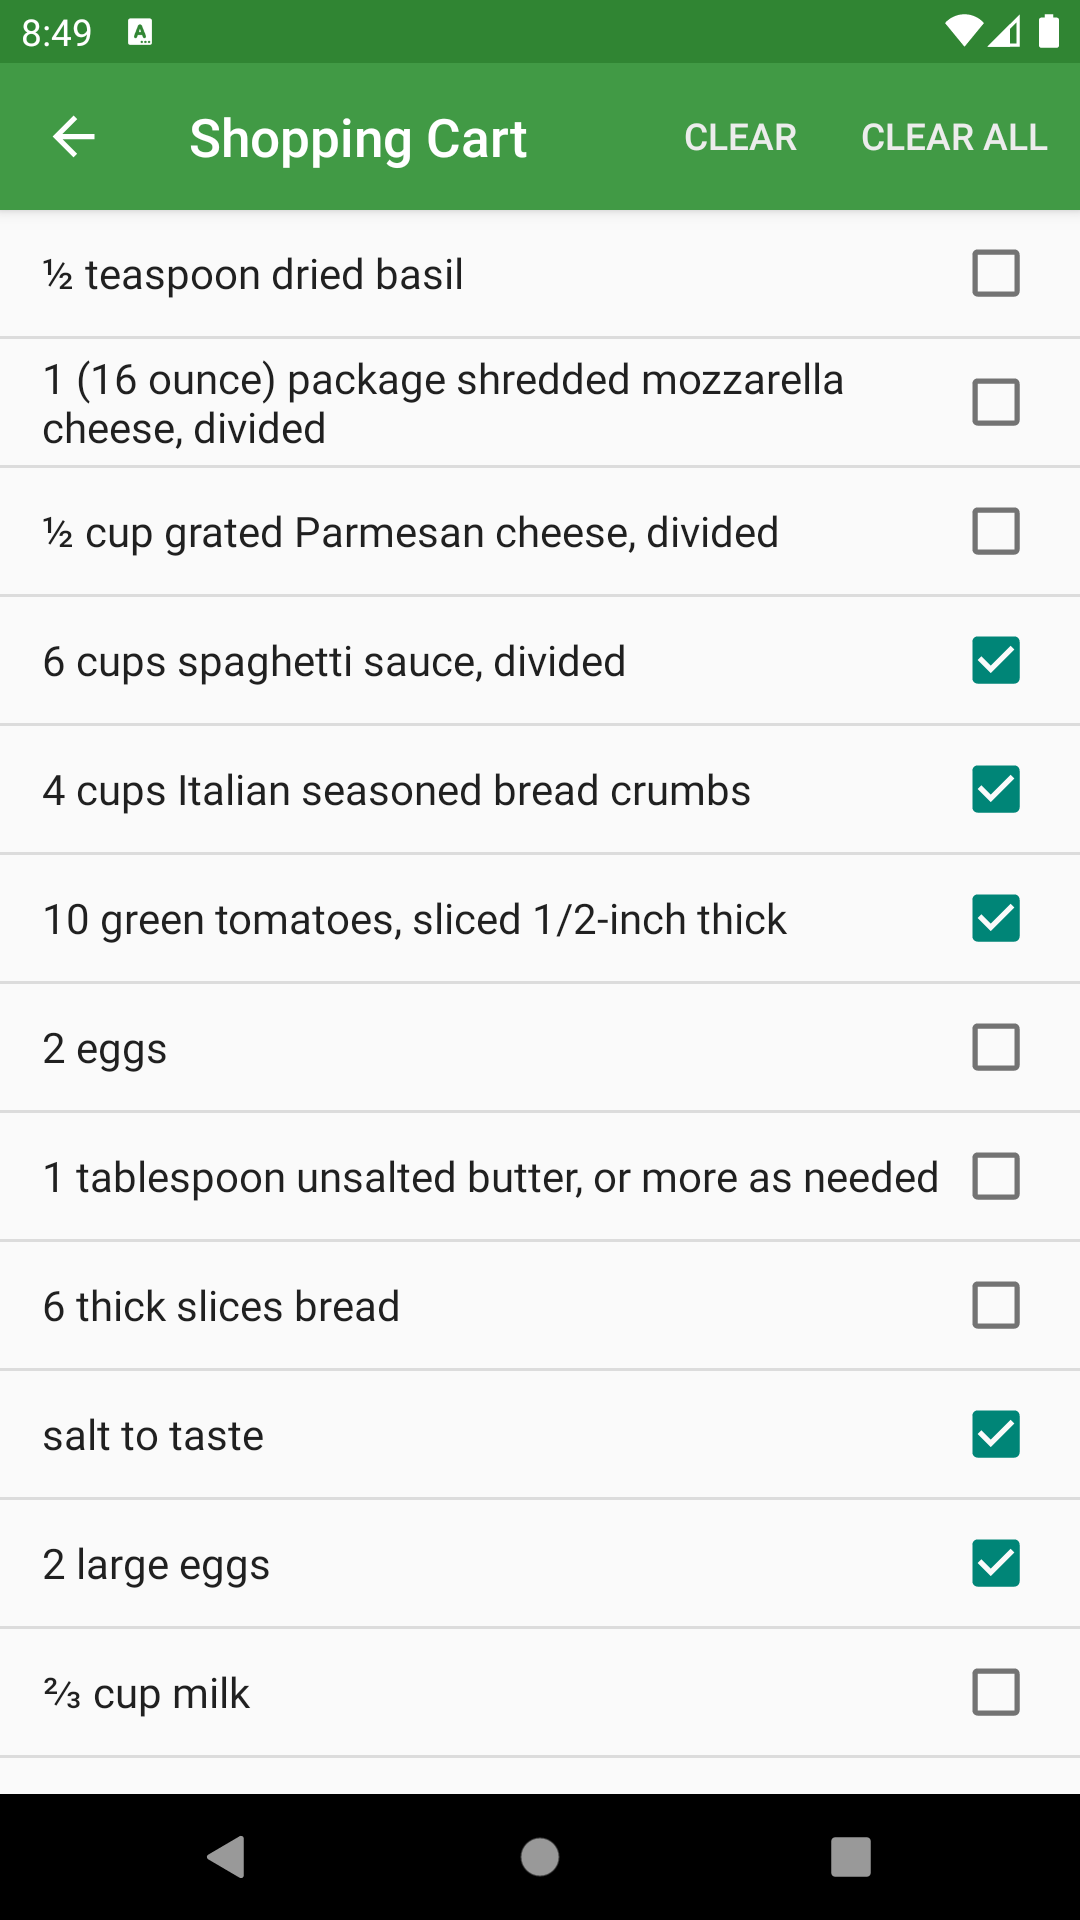 8:49
Shopping Cart CLEAR CLEAR ALL
½ teaspoon dried basil
1 (16 ounce) package shredded mozzarella
cheese, divided
½ cup grated Parmesan cheese, divided
6 cups spaghetti sauce, divided
4 cups Italian seasoned bread crumbs
10 green tomatoes, sliced 1/2-inch thick
2 eggs
1 tablespoon unsalted butter, or more as needed
6 thick slices bread
salt to taste
2 large eggs
⅔ cup milk